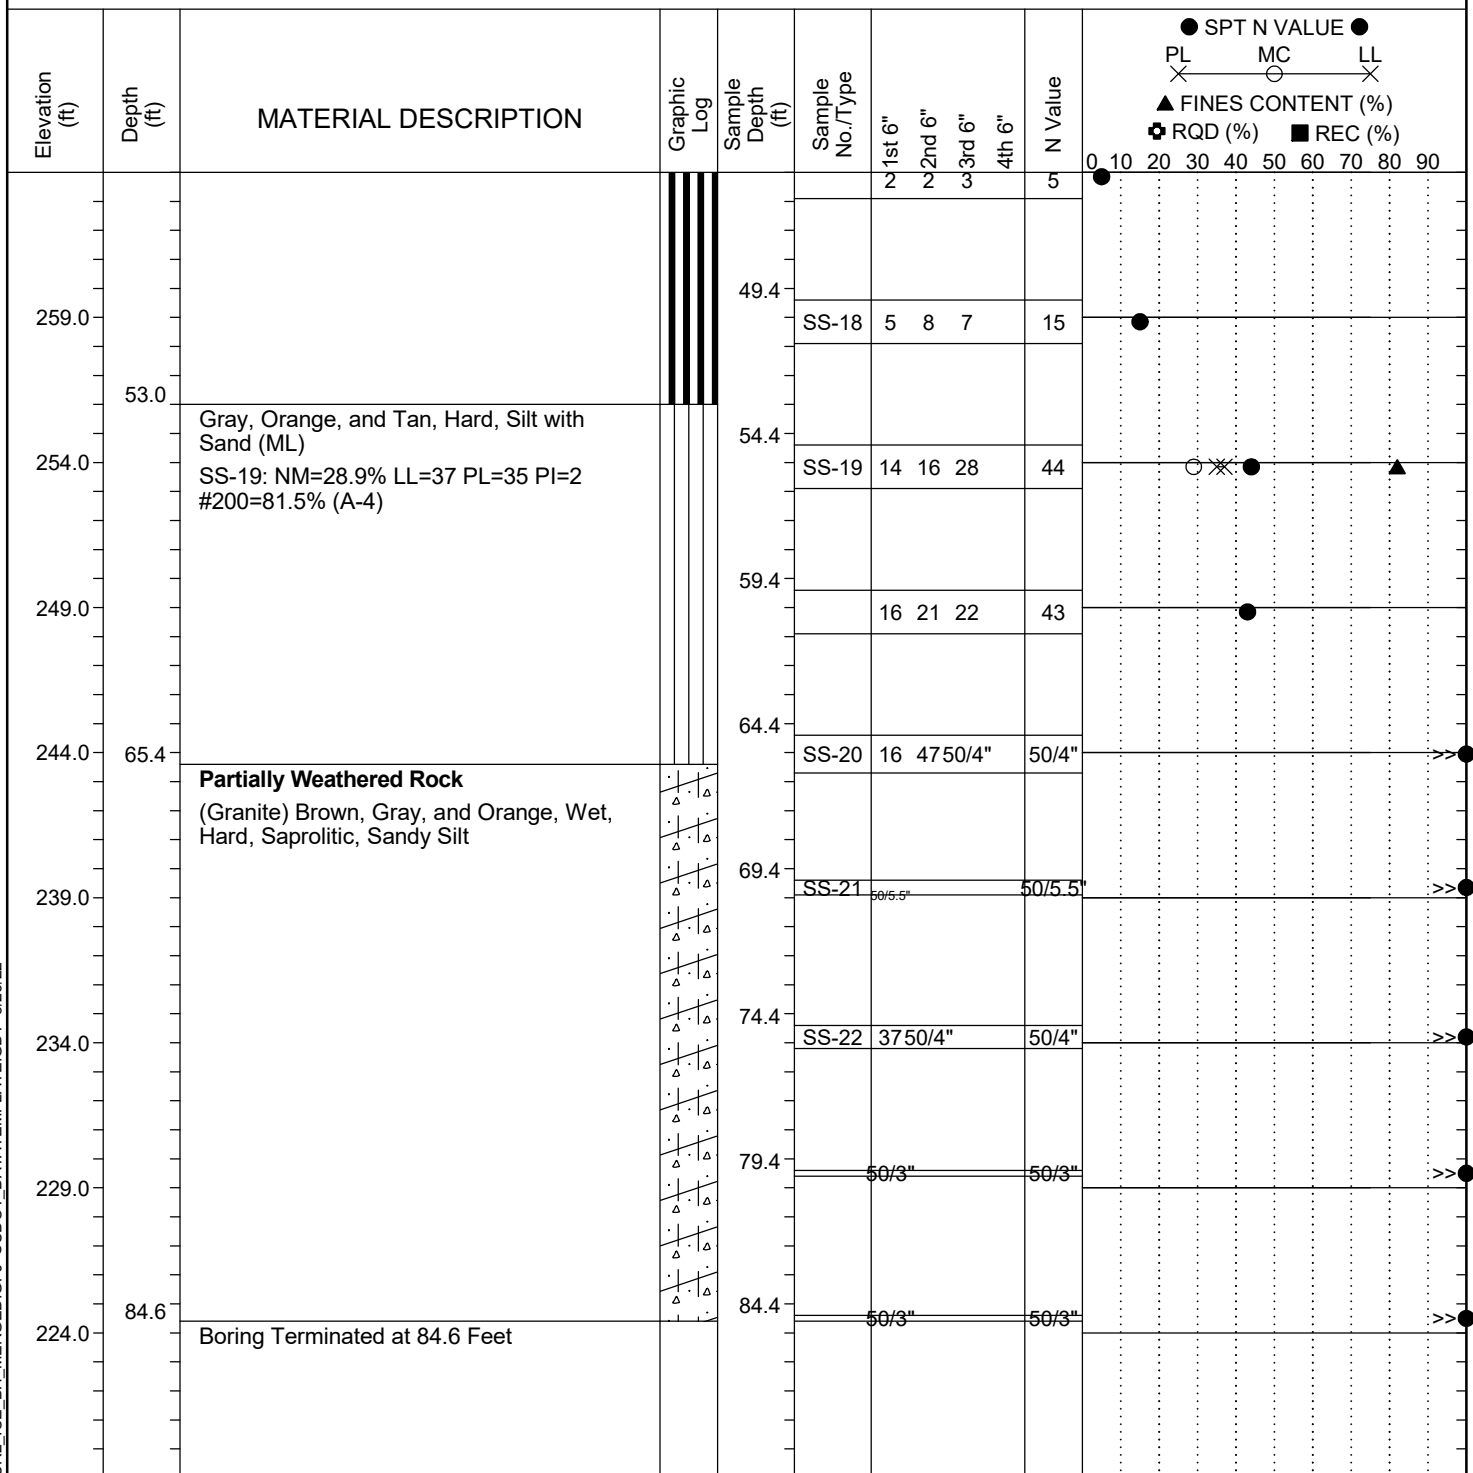 ● SPT N VALUE ●
PL MC LL
▲ FINES CONTENT (%)
RQD (%) ■ REC (%)
Elevation (ft)
Depth (ft)
MATERIAL DESCRIPTION
Graphic Log
Sample Depth (ft)
Sample No./Type
1st 6"
2nd 6"
3rd 6"
4th 6"
N Value
0 10 20 30 40 50 60 70 80 90
2 2 3 5
49.4
259.0 SS-18 5 8 7 15
53.0
Gray, Orange, and Tan, Hard, Silt with
Sand (ML)
54.4
254.0 SS-19 14 16 28 44
SS-19: NM=28.9% LL=37 PL=35 PI=2
#200=81.5% (A-4)
59.4
249.0 16 21 22 43
64.4
244.0 65.4 SS-20 16 47 50/4" 50/4" >>
Partially Weathered Rock
(Granite) Brown, Gray, and Orange, Wet,
Hard, Saprolitic, Sandy Silt
69.4
SS-21 50/5.5" 50/5.5" >>
239.0
74.4
234.0 SS-22 37 50/4" 50/4" >>
79.4
50/3" 50/3" >>
229.0
84.4
84.6 50/3" 50/3" >>
224.0 Boring Terminated at 84.6 Feet